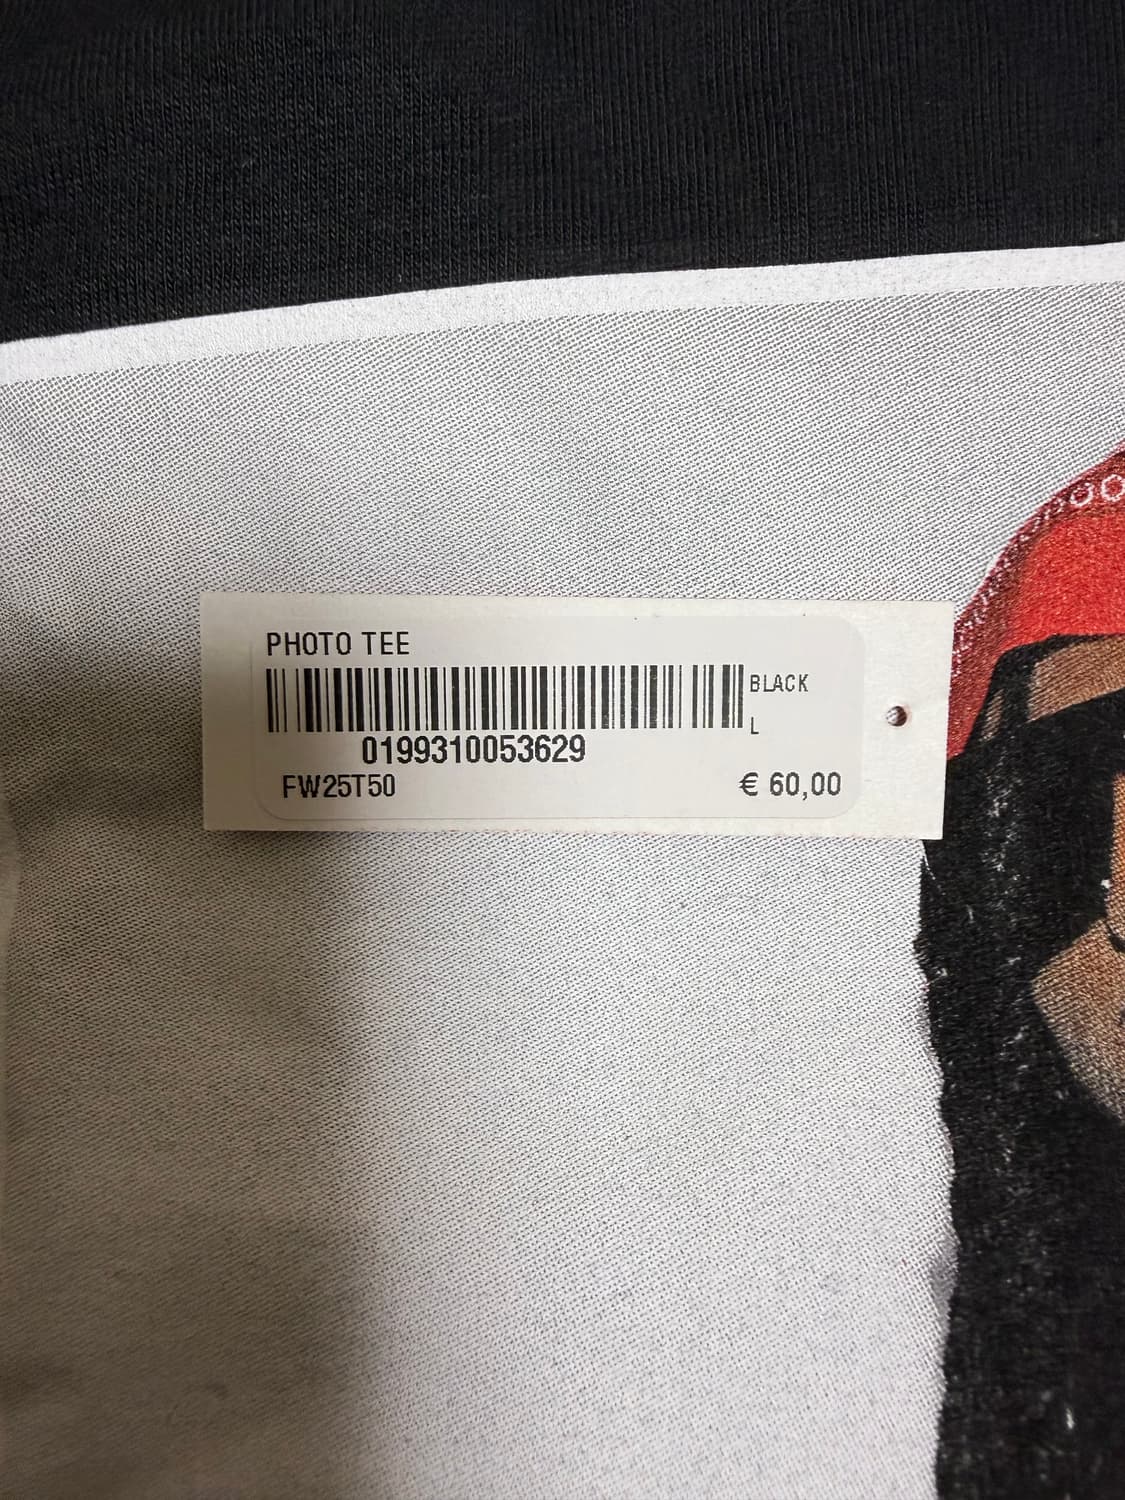 PHOTO TEE
BLACK
L
0199310053629
FW25T50
€ 60,00